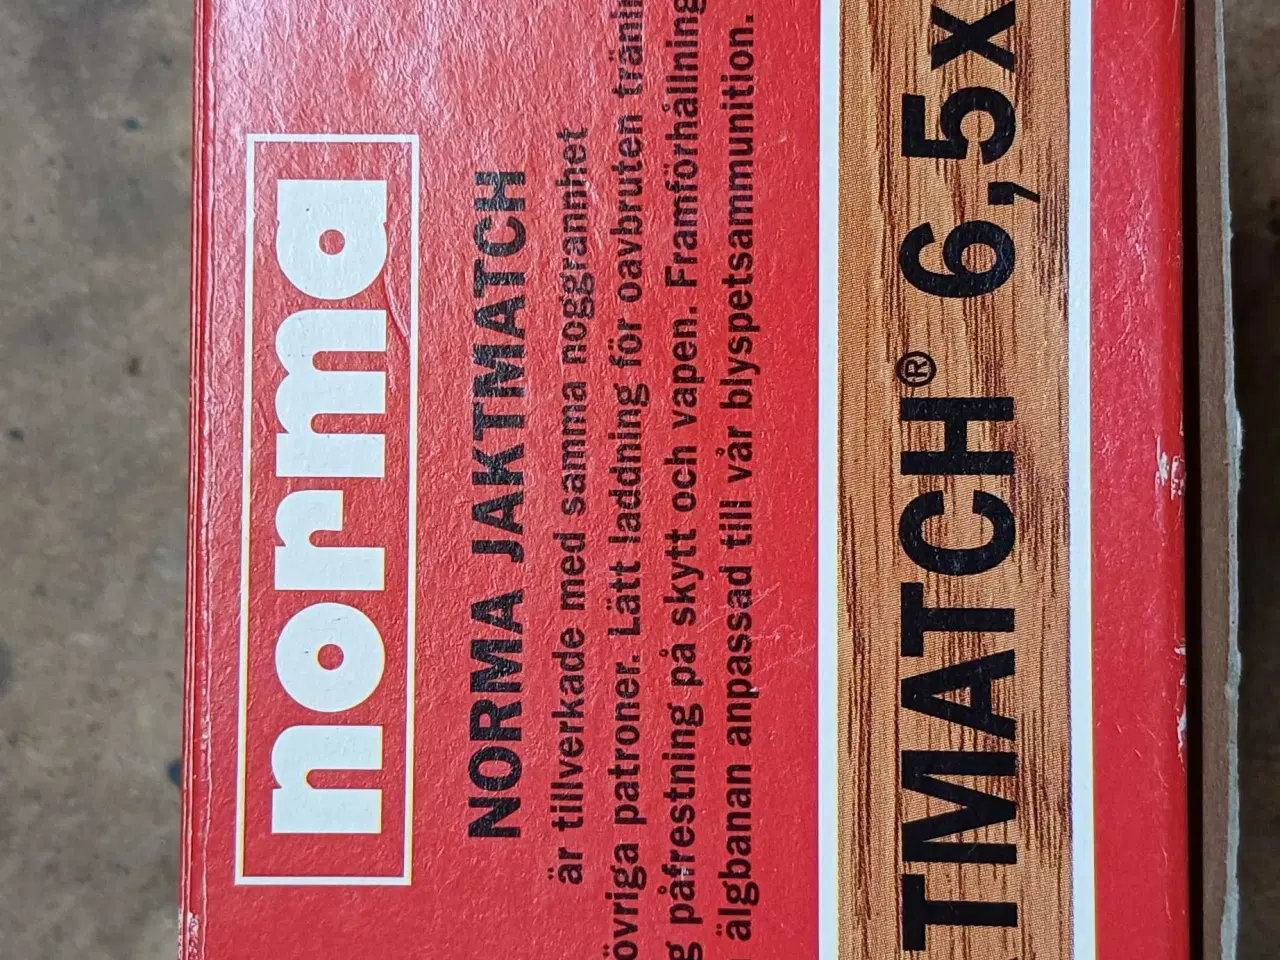 norma
NORMA JAKTMATCH
är tillverkade med samma noggrannhet
övriga patroner. Lätt laddning för oavbruten
påfrestning på skytt och vapen. Framförhållning
älgbanan anpassad till vår blyspetsammunition.
TMATCH® 6,5x